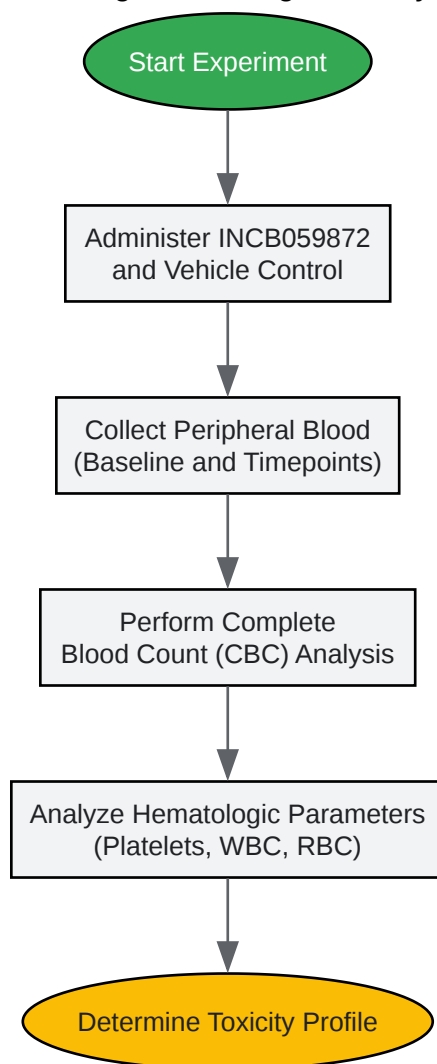 Start Experiment
Administer INCB059872
and Vehicle Control
Collect Peripheral Blood
(Baseline and Timepoints)
Perform Complete
Blood Count (CBC) Analysis
Analyze Hematologic Parameters
(Platelets, WBC, RBC)
Determine Toxicity Profile